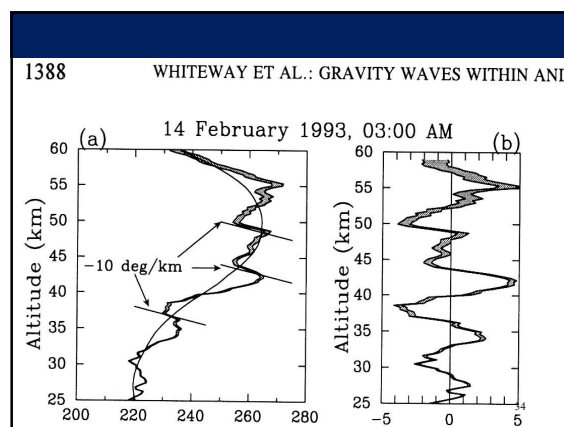 1388 WHITEWAY ET AL.: GRAVITY WAVES WITHIN AND
14 February 1993, 03:00 AM
(a)
(b)
Altitude (km)
60
55
50
45
40
35
30
25
-10 deg/km
200 220 240 260 280
Altitude (km)
60
55
50
45
40
35
30
25
-5 0 5
34